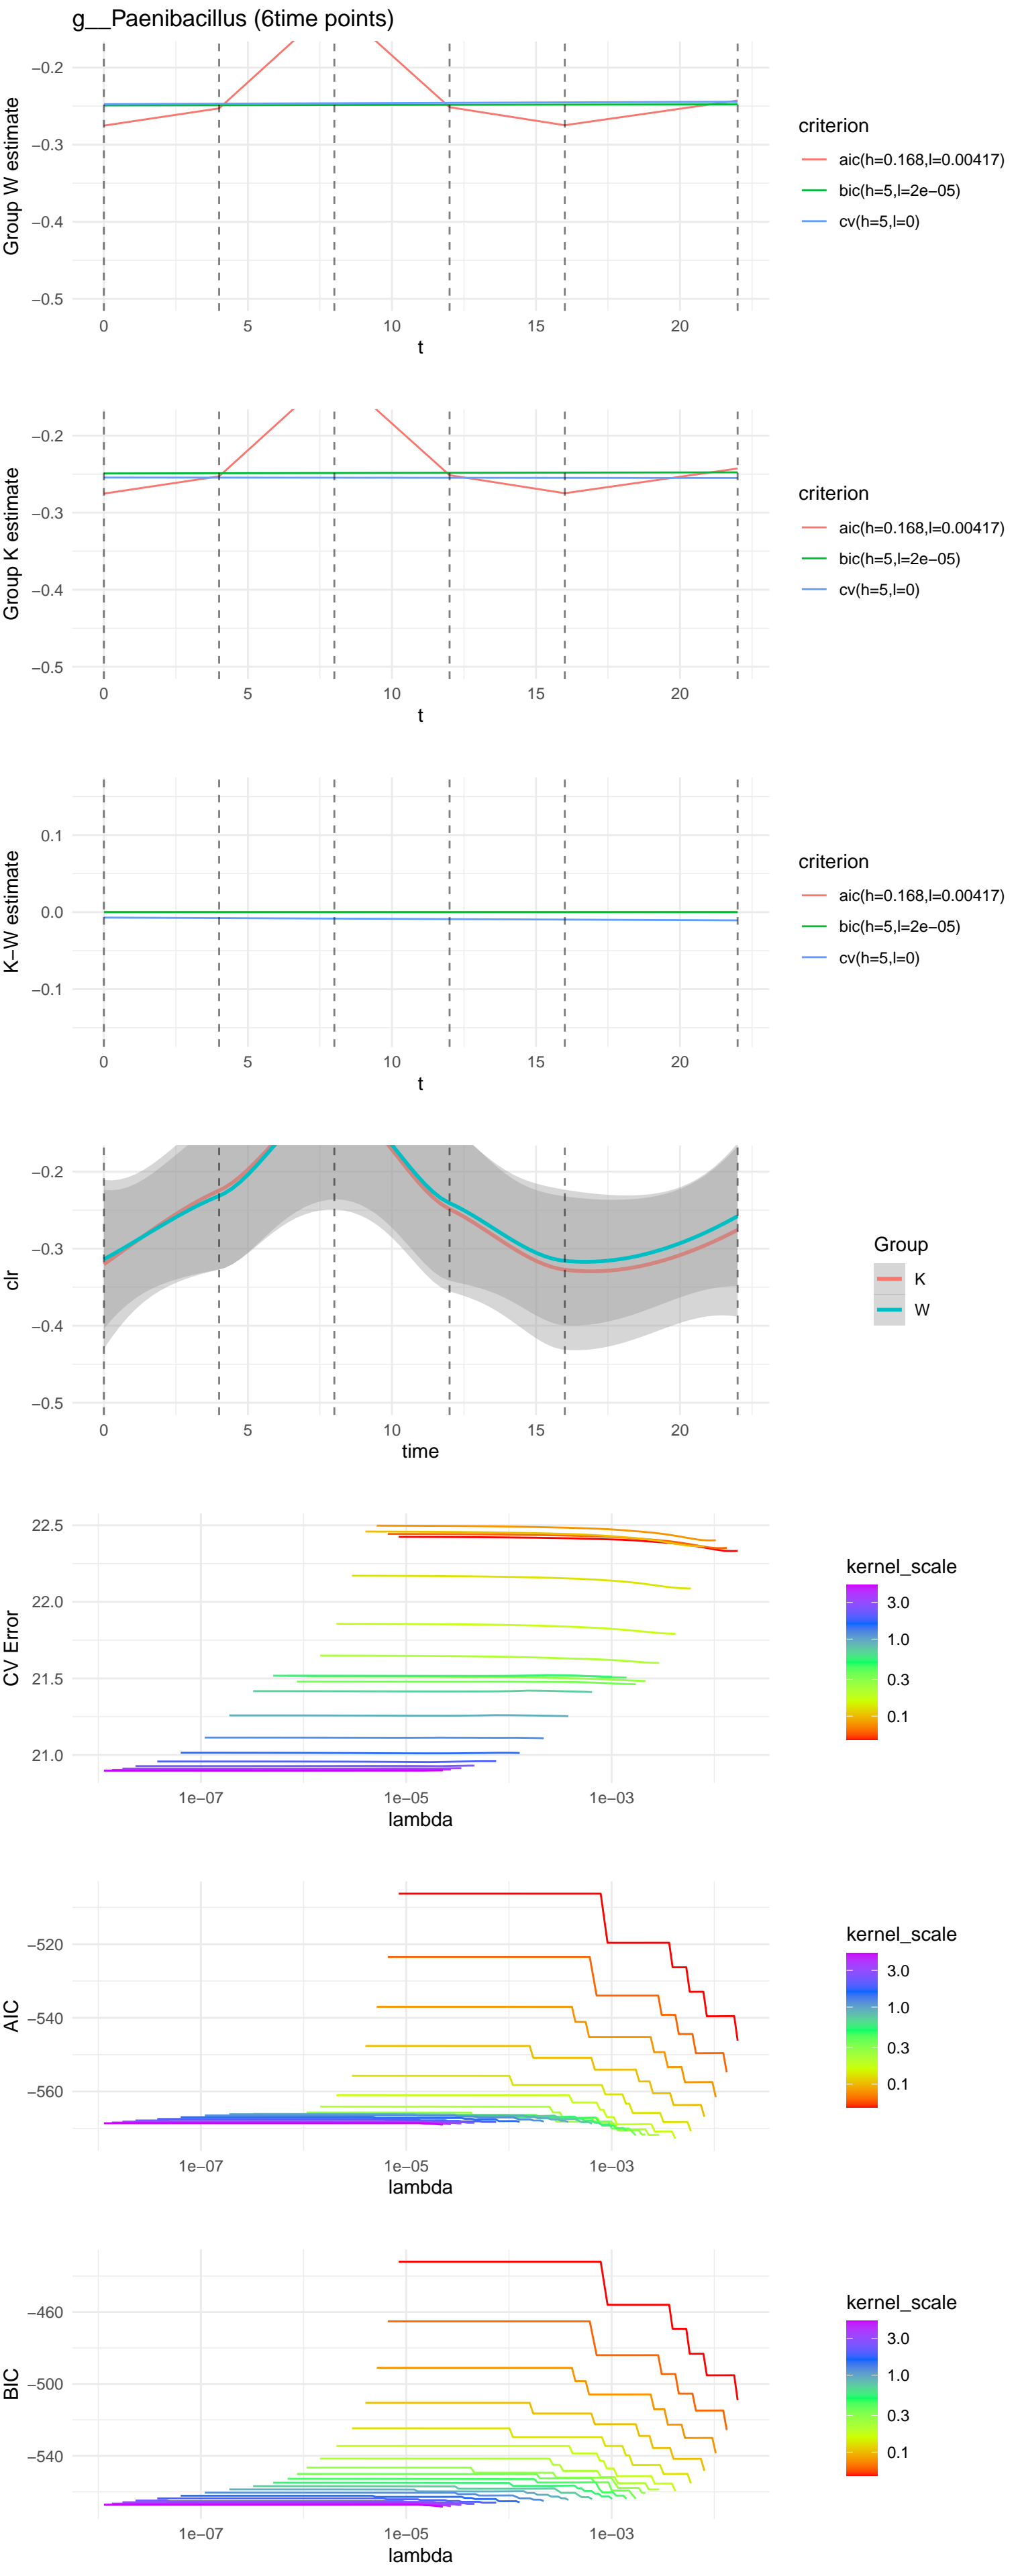 g__Paenibacillus (6time points)
Group W estimate
−0.2
−0.3
−0.4
−0.5
0 5 10 15 20
t
criterion
aic(h=0.168,l=0.00417)
bic(h=5,l=2e−05)
cv(h=5,l=0)
Group K estimate
−0.2
−0.3
−0.4
−0.5
0 5 10 15 20
t
criterion
aic(h=0.168,l=0.00417)
bic(h=5,l=2e−05)
cv(h=5,l=0)
K−W estimate
0.1
0.0
−0.1
0 5 10 15 20
t
criterion
aic(h=0.168,l=0.00417)
bic(h=5,l=2e−05)
cv(h=5,l=0)
clr
−0.2
−0.3
−0.4
−0.5
0 5 10 15 20
time
Group
K
W
CV Error
22.5
22.0
21.5
21.0
1e−07 1e−05 1e−03
lambda
kernel_scale
3.0
1.0
0.3
0.1
AIC
−520
−540
−560
1e−07 1e−05 1e−03
lambda
kernel_scale
3.0
1.0
0.3
0.1
BIC
−460
−500
−540
1e−07 1e−05 1e−03
lambda
kernel_scale
3.0
1.0
0.3
0.1